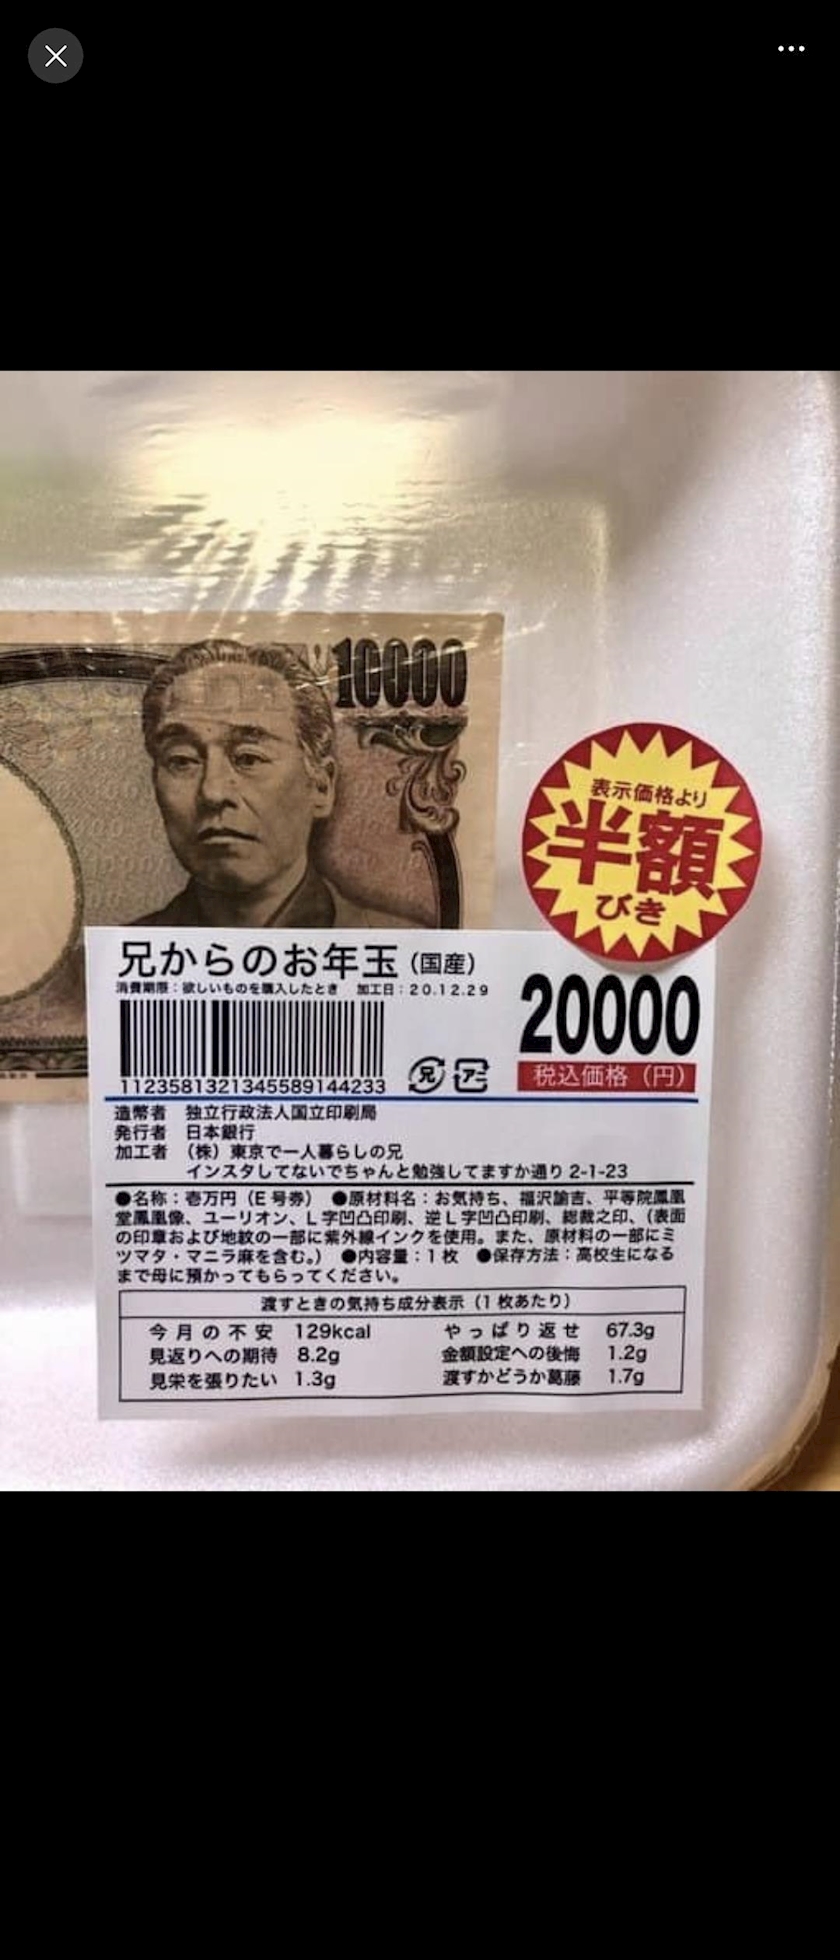 10000
表示価格より
半額
びき
兄からのお年玉（国産）
消費期限：欲しいものを購入したとき　加工日：20.12.29
20000
税込価格（円）
1123581321345589144233
兄
アニ
造幣者　独立行政法人国立印刷局
発行者　日本銀行
加工者　（株）東京で一人暮らしの兄
インスタしてないでちゃんと勉強してますか通り 2-1-23
●名称：壱万円（E号券）　●原材料名：お気持ち、福沢諭吉、平等院鳳凰
堂鳳凰像、ユーリオン、L字凹凸印刷、逆L字凹凸印刷、総裁之印、（表面
の印章および地紋の一部に紫外線インクを使用。また、原材料の一部にミ
ツマタ・マニラ麻を含む。）　●内容量：1枚　●保存方法：高校生になる
まで母に預かってもらってください。
渡すときの気持ち成分表示（1枚あたり）
今月の不安　129kcal　やっぱり返せ　67.3g
見返りへの期待　8.2g　金額設定への後悔　1.2g
見栄を張りたい　1.3g　渡すかどうか葛藤　1.7g